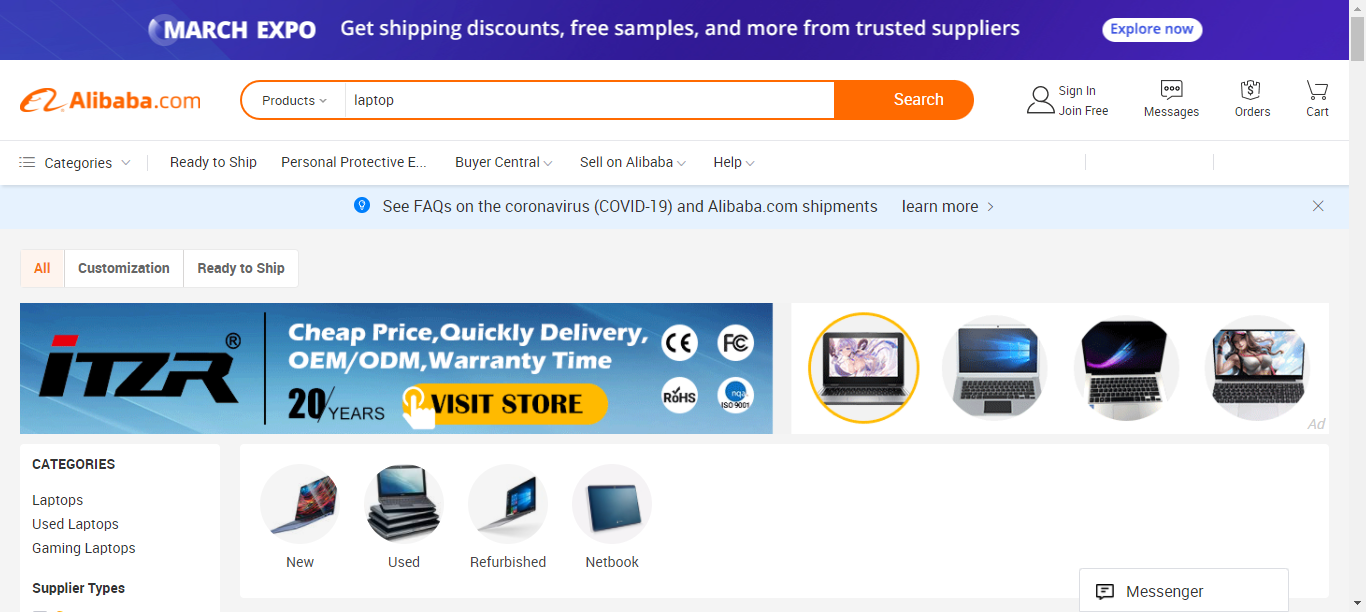 MARCH EXPO Get shipping discounts, free samples, and more from trusted suppliers Explore now
Alibaba.com Products laptop Search Sign In
Join Free Messages Orders Cart
Categories Ready to Ship Personal Protective E... Buyer Central Sell on Alibaba Help
See FAQs on the coronavirus (COVID-19) and Alibaba.com shipments learn more
All Customization Ready to Ship
iTZR®
Cheap Price,Quickly Delivery,
OEM/ODM,Warranty Time
20/YEARS VISIT STORE
CE FC
RoHS nqa
ISO 9001
Ad
CATEGORIES
Laptops
Used Laptops
Gaming Laptops
Supplier Types
New Used Refurbished Netbook
Messenger